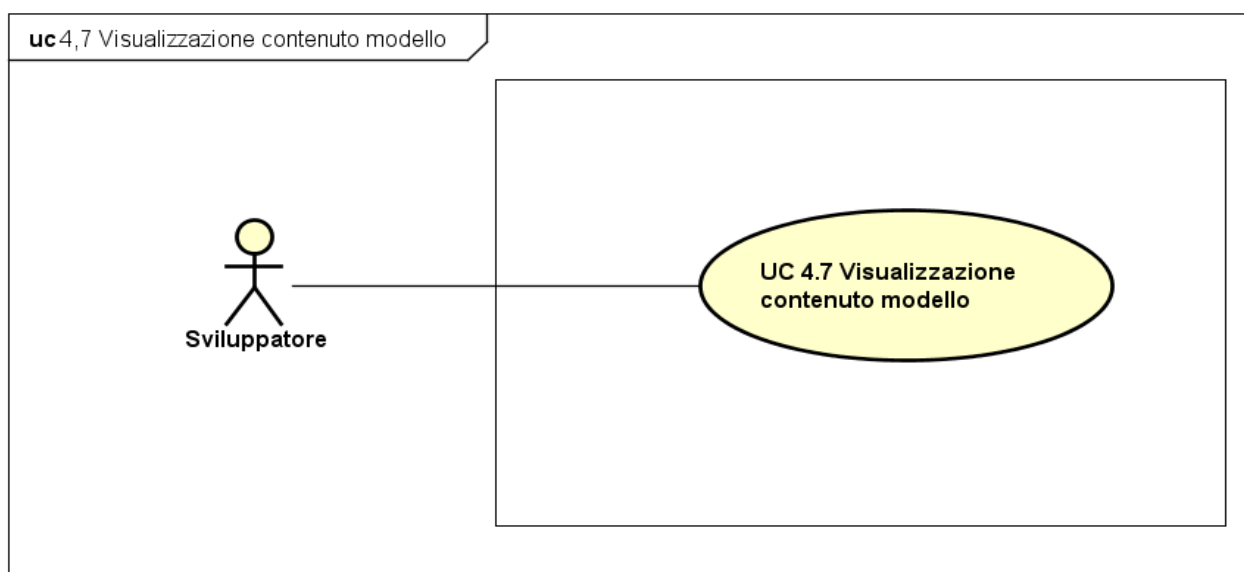 uc 4,7 Visualizzazione contenuto modello
UC 4.7 Visualizzazione
contenuto modello
Sviluppatore